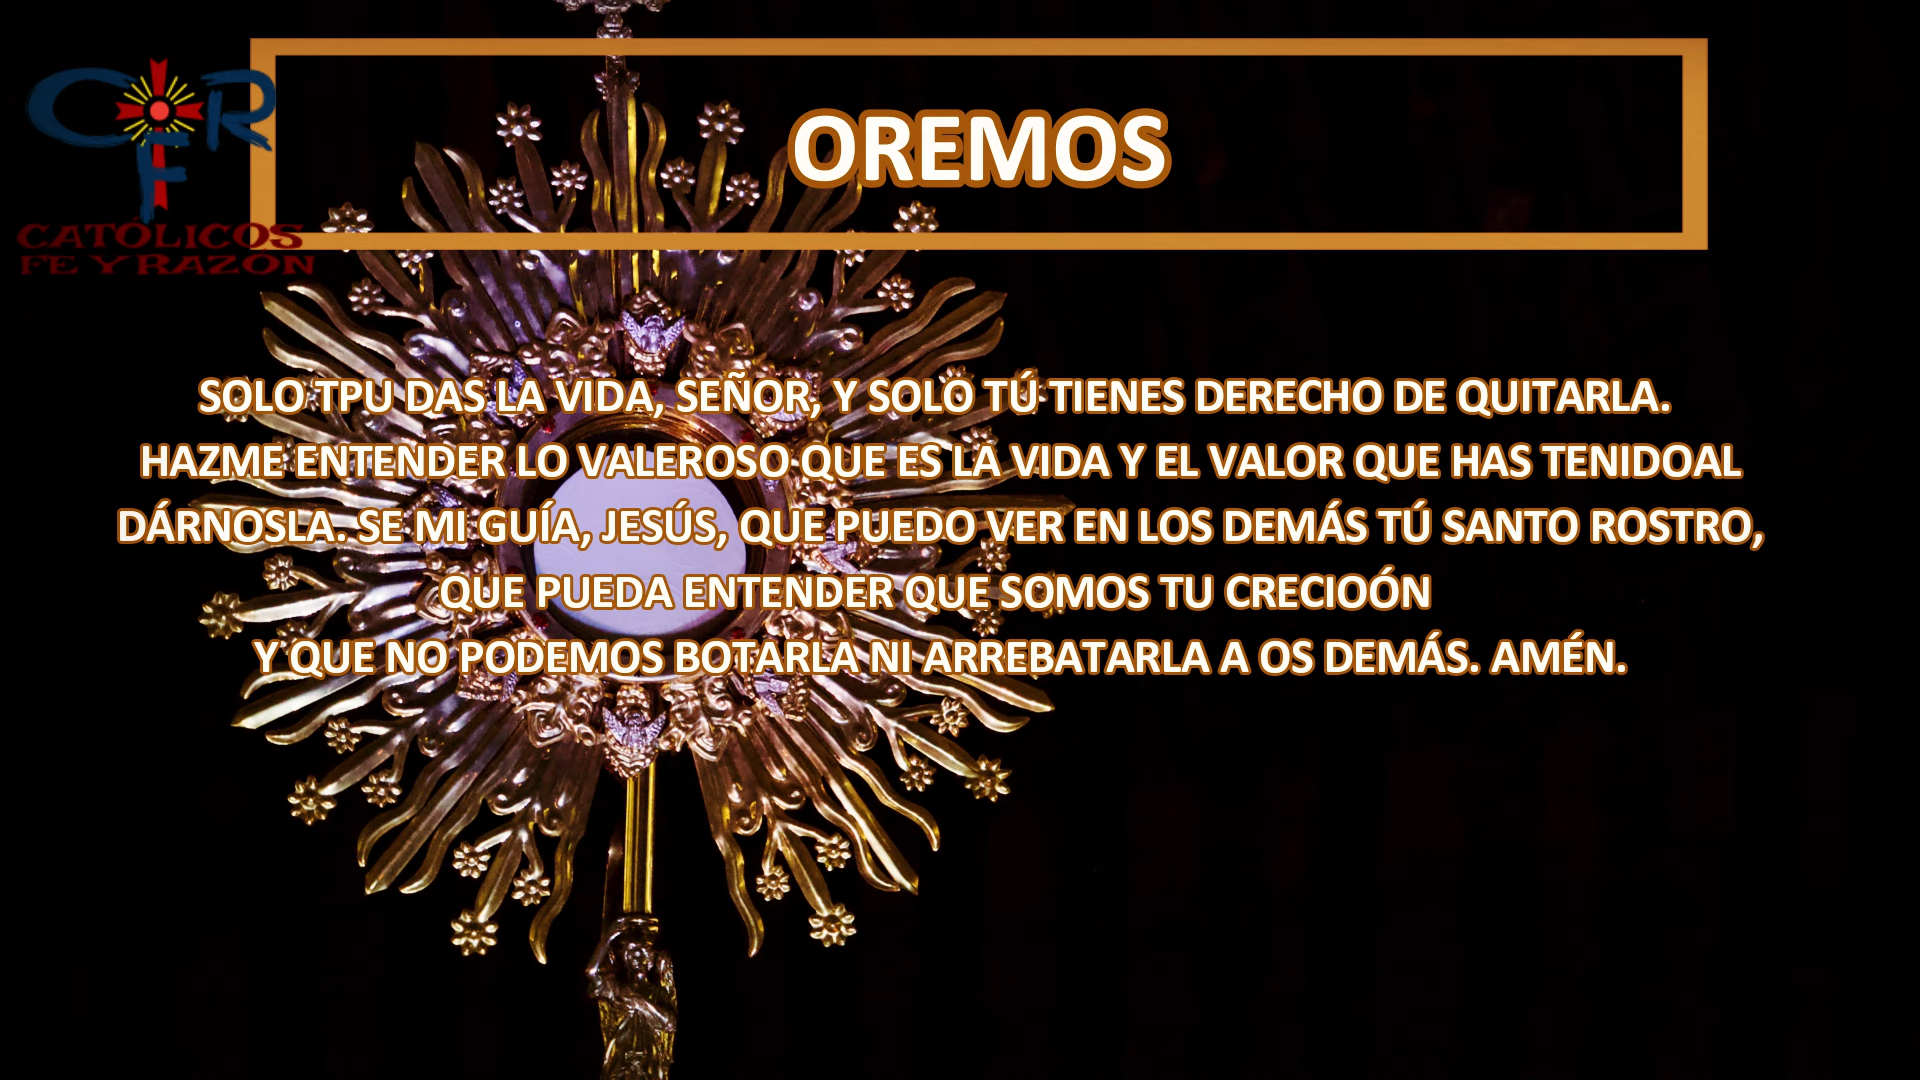 CFR
CATÓLICOS
FE Y RAZÓN
OREMOS
SOLO TPU DAS LA VIDA, SEÑOR, Y SOLO TÚ TIENES DERECHO DE QUITARLA.
HAZME ENTENDER LO VALEROSO QUE ES LA VIDA Y EL VALOR QUE HAS TENIDOAL
DÁRNOSLA. SE MI GUÍA, JESÚS, QUE PUEDO VER EN LOS DEMÁS TÚ SANTO ROSTRO,
QUE PUEDA ENTENDER QUE SOMOS TU CRECIOÓN
Y QUE NO PODEMOS BOTARLA NI ARREBATARLA A OS DEMÁS. AMÉN.